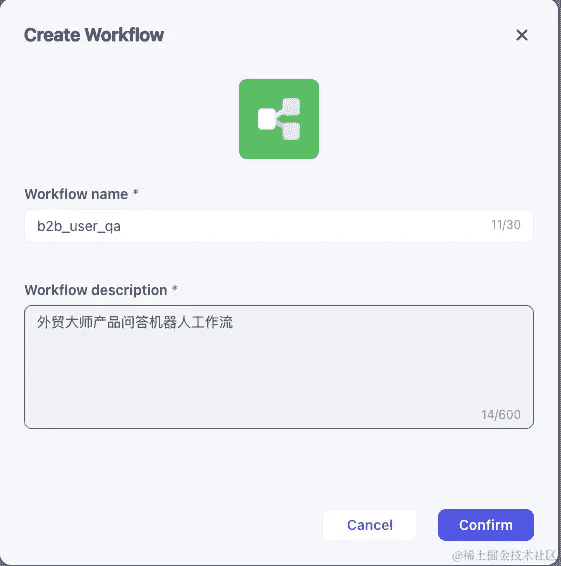 Create Workflow
Workflow name *
b2b_user_qa
11/30
Workflow description *
外贸大师产品问答机器人工作流
14/600
Cancel
Confirm
@稀土掘金技术社区